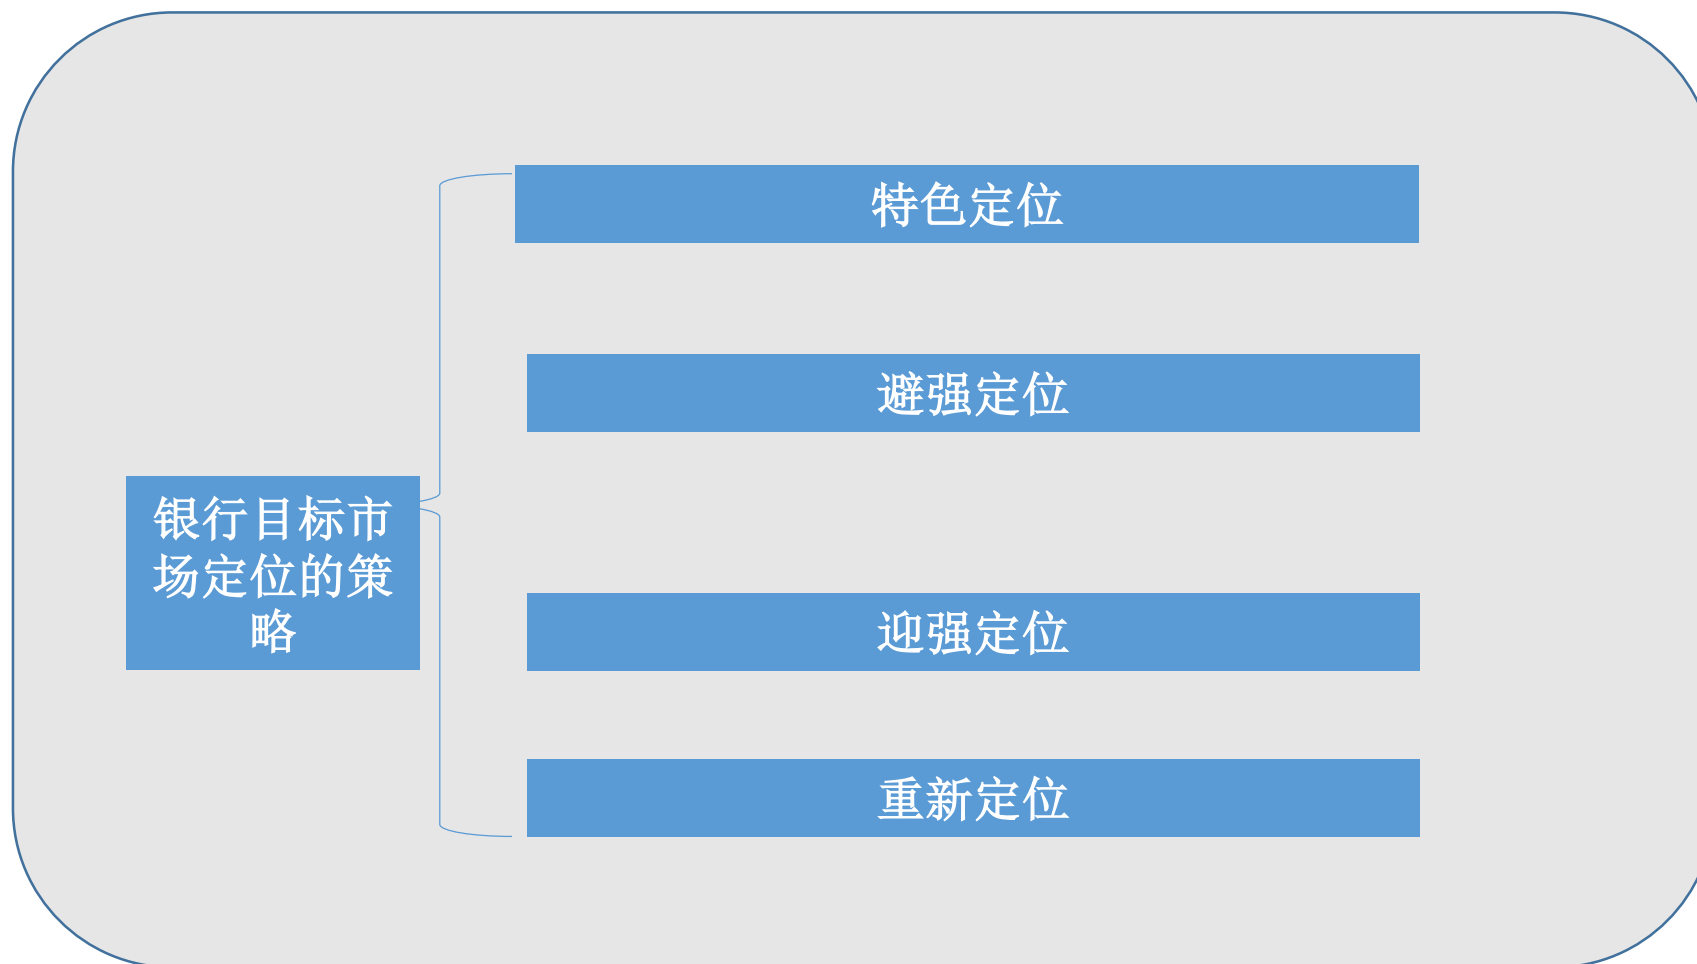 特色定位
避强定位
银行目标市
场定位的策
略
迎强定位
重新定位